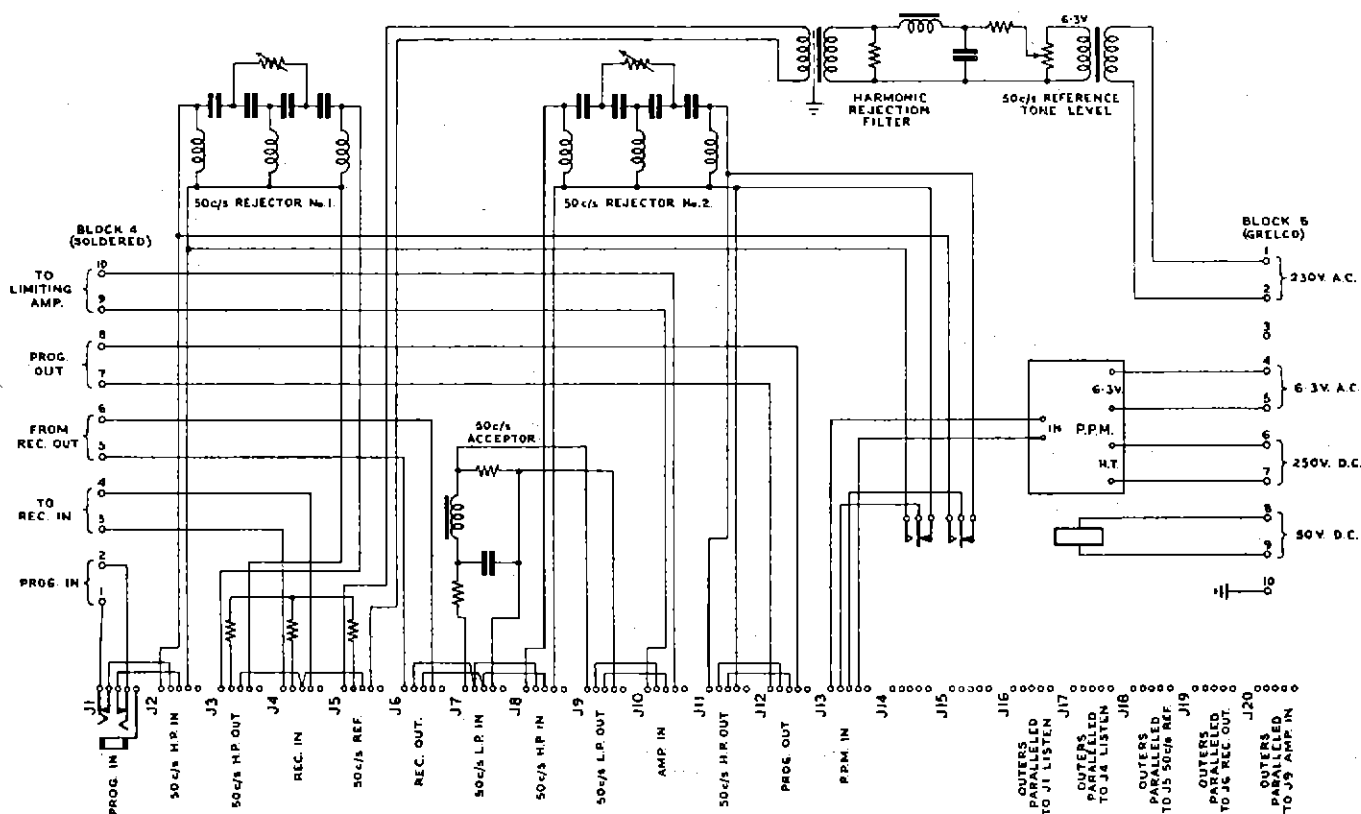 6·3V
HARMONIC
REJECTION
FILTER
50c/s REFERENCE
TONE LEVEL
50c/s REJECTOR No.1.
50c/s REJECTOR No.2.
BLOCK 4
(SOLDERED)
BLOCK 5
(GRELCO)
10
TO
LIMITING
AMP.
9
8
PROG.
OUT
7
6
FROM
REC. OUT
5
4
TO
REC. IN
3
2
PROG. IN
1
50c/s
ACCEPTOR
1
230V. A.C.
2
3
4
6·3V. A.C.
5
6
250V. D.C.
7
8
50V. D.C.
9
10
6·3V.
IN
P.P.M.
H.T.
J1
J2
J3
J4
J5
J6
J7
J8
J9
J10
J11
J12
J13
J14
J15
J16
J17
J18
J19
J20
PROG. IN
50c/s H.P. IN
50c/s H.P. OUT
REC. IN
50c/s REF.
REC. OUT.
50c/s L.P. IN
50c/s H.P. IN
50c/s L.P. OUT
AMP. IN
50c/s H.P. OUT
PROG. OUT
P.P.M. IN
OUTERS
PARALLELED
TO J1 LISTEN
OUTERS
PARALLELED
TO J4 LISTEN
OUTERS
PARALLELED
TO J5 50c/s REF.
OUTERS
PARALLELED
TO J6 REC. OUT.
OUTERS
PARALLELED
TO J9 AMP. IN